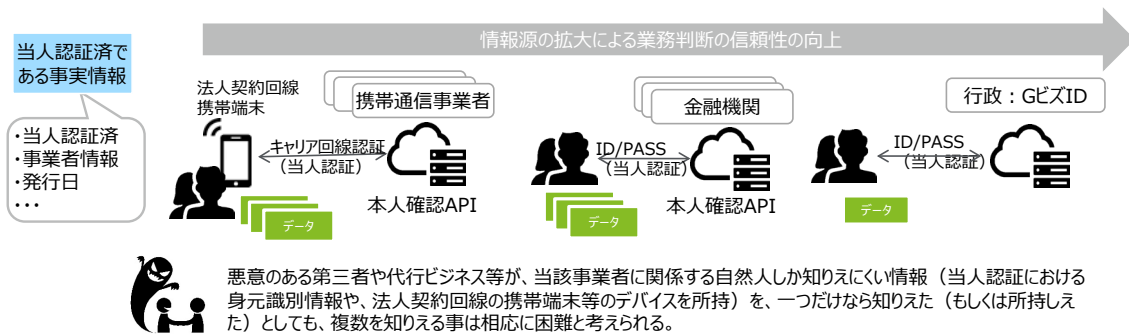 情報源の拡大による業務判断の信頼性の向上
当人認証済で
ある事実情報
・当人認証済
・事業者情報
・発行日
・・・
法人契約回線
携帯端末
携帯通信事業者
キャリア回線認証
（当人認証）
本人確認API
データ
金融機関
ID/PASS
（当人認証）
本人確認API
データ
行政：GビズID
ID/PASS
（当人認証）
データ
悪意のある第三者や代行ビジネス等が、当該事業者に関係する自然人しか知りえにくい情報（当人認証における
身元識別情報や、法人契約回線の携帯端末等のデバイスを所持）を、一つだけなら知りえた（もしくは所持しえ
た）としても、複数を知りえる事は相応に困難と考えられる。